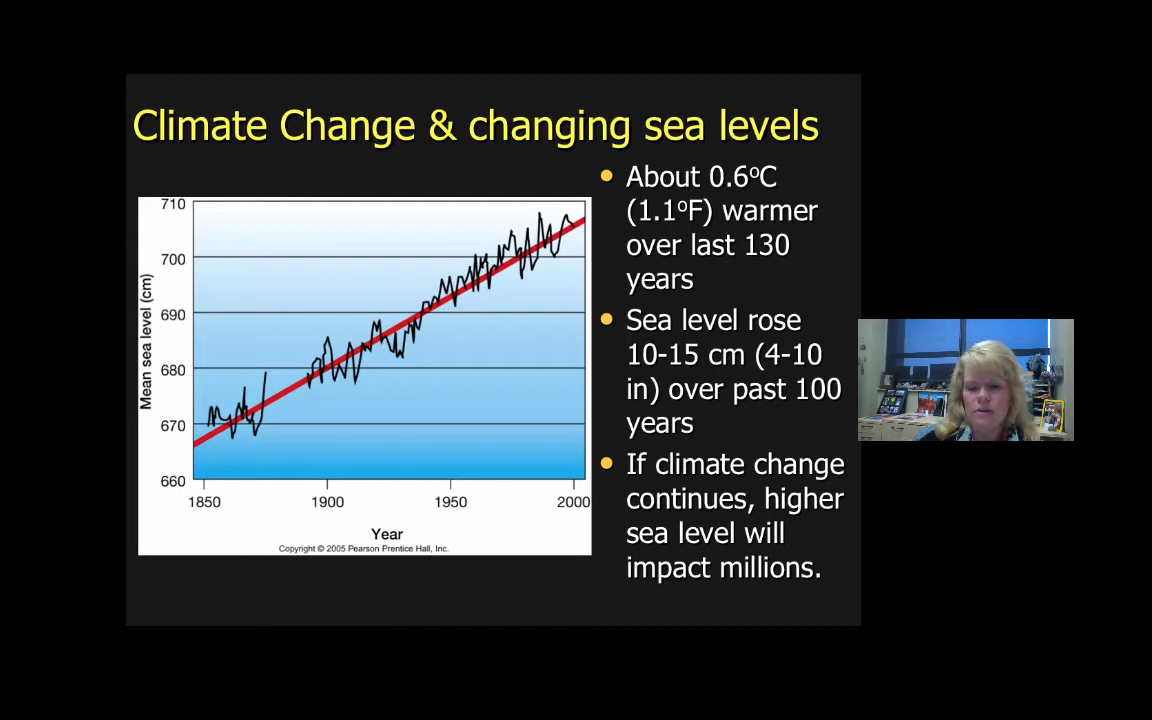 Climate Change & changing sea levels
710
700
690
680
670
660
Mean sea level (cm)
1850
1900
1950
2000
Year
Copyright © 2005 Pearson Prentice Hall, Inc.
• About 0.6ºC
(1.1ºF) warmer
over last 130
years
• Sea level rose
10-15 cm (4-10
in) over past 100
years
• If climate change
continues, higher
sea level will
impact millions.